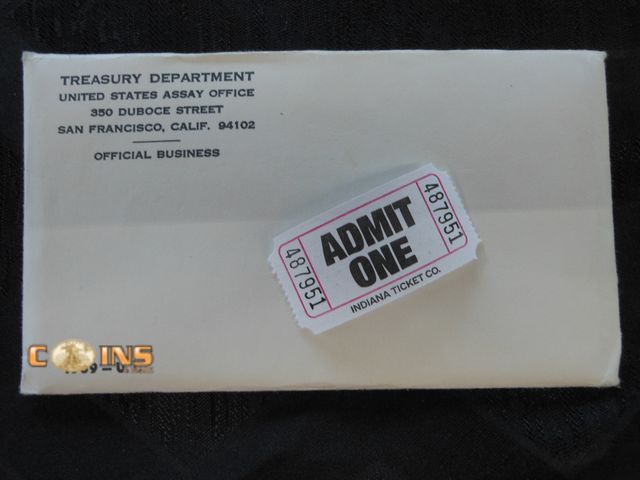 TREASURY DEPARTMENT
UNITED STATES ASSAY OFFICE
350 DUBOCE STREET
SAN FRANCISCO, CALIF. 94102
OFFICIAL BUSINESS
ADMIT
ONE
487951
487951
INDIANA TICKET CO.
COINS